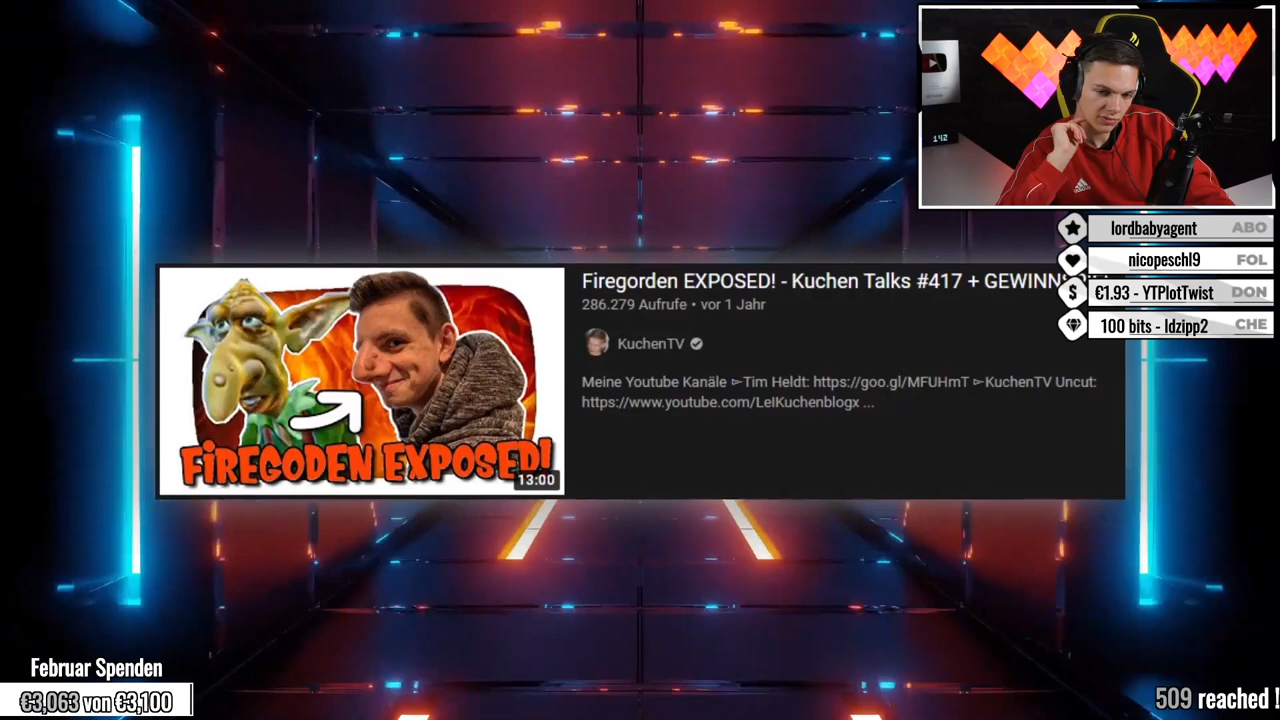 142
lordbabyagent ABO
nicopeschl9 FOL
€1.93 - YTPlotTwist DON
100 bits - ldzipp2 CHE
Firegorden EXPOSED! - Kuchen Talks #417 + GEWINN
286.279 Aufrufe • vor 1 Jahr
KuchenTV
Meine Youtube Kanäle ▻Tim Heldt: https://goo.gl/MFUHmT ▻KuchenTV Uncut:
https://www.youtube.com/LeIKuchenblogx ...
FIREGODEN EXPOSED!
13:00
Februar Spenden
€3,063 von €3,100
509 reached !